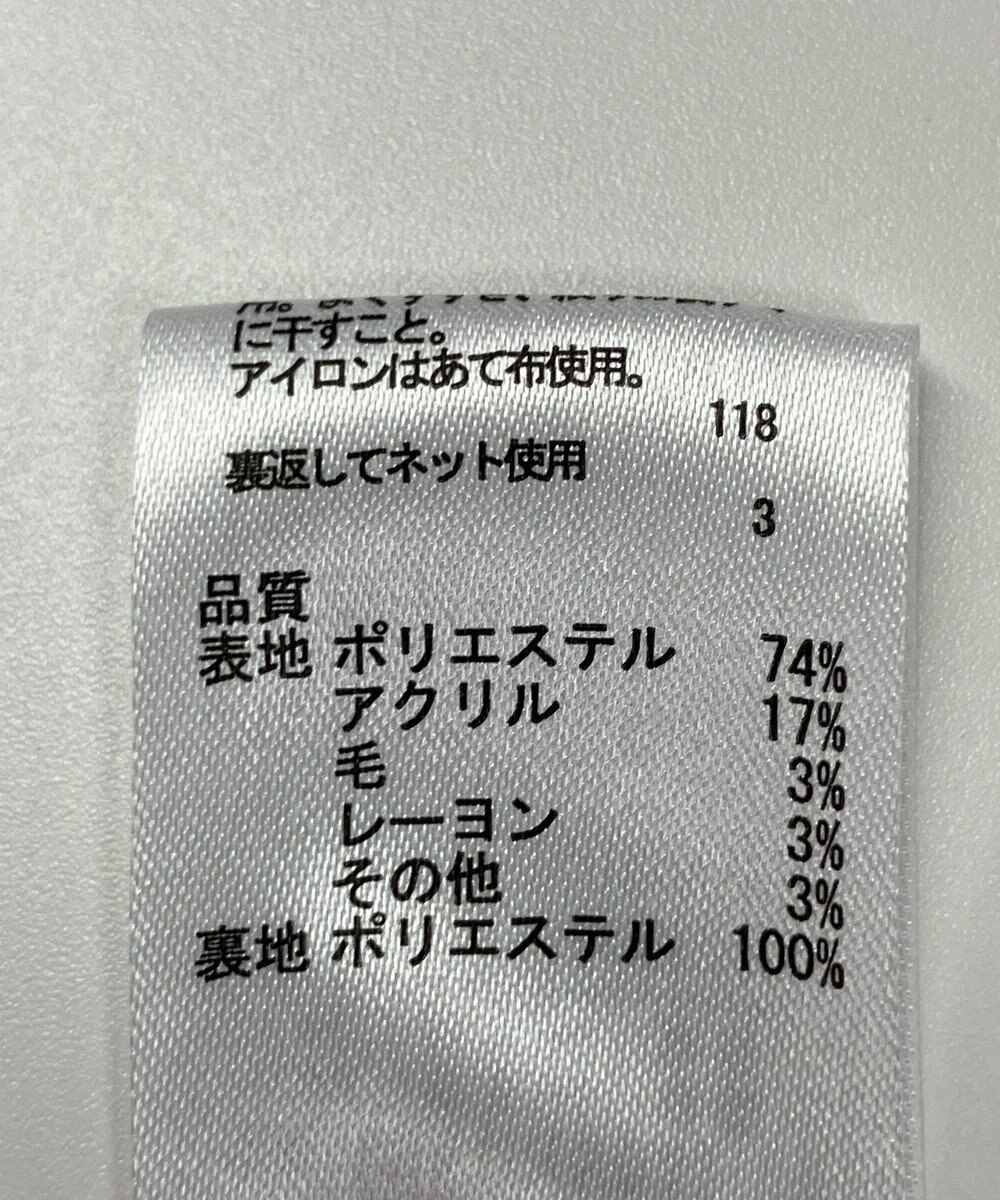 に干すこと。
アイロンはあて布使用。
118
裏返してネット使用
3
品質
表地 ポリエステル 74%
アクリル 17%
毛 3%
レーヨン 3%
その他 3%
裏地 ポリエステル 100%